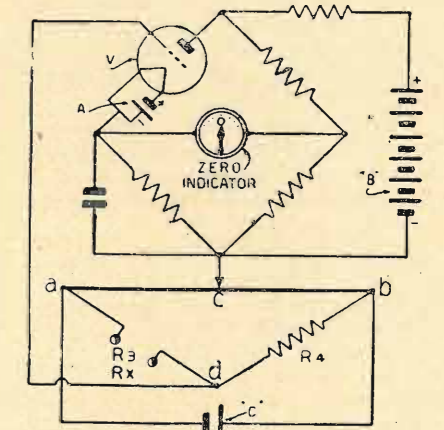 V
A
+
-
O
ZERO
INDICATOR
+
"B"
-
a
c
b
R3
RX
d
R4
"C"